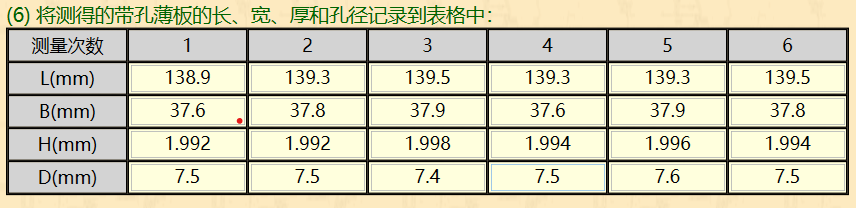 (6) 将测得的带孔薄板的长、宽、厚和孔径记录到表格中：
测量次数 1 2 3 4 5 6
L(mm) 138.9 139.3 139.5 139.3 139.3 139.5
B(mm) 37.6 37.8 37.9 37.6 37.9 37.8
H(mm) 1.992 1.992 1.998 1.994 1.996 1.994
D(mm) 7.5 7.5 7.4 7.5 7.6 7.5